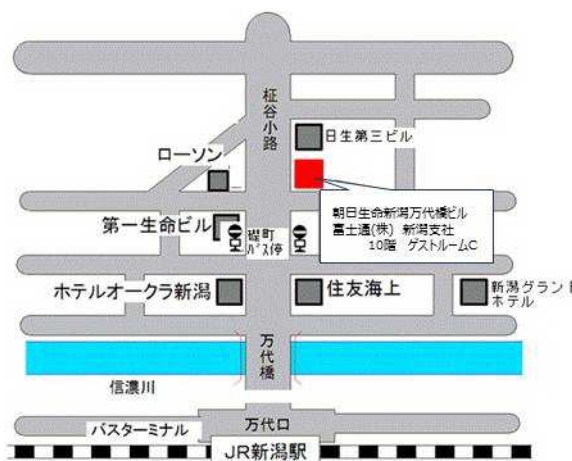 柾谷小路
日生第三ビル
ローソン
朝日生命新潟万代橋ビル
富士通(株) 新潟支社
10階 ゲストルームC
第一生命ビル
礎町
バス停
ホテルオークラ新潟
住友海上
新潟グランド
ホテル
万代橋
信濃川
バスターミナル
万代口
JR新潟駅